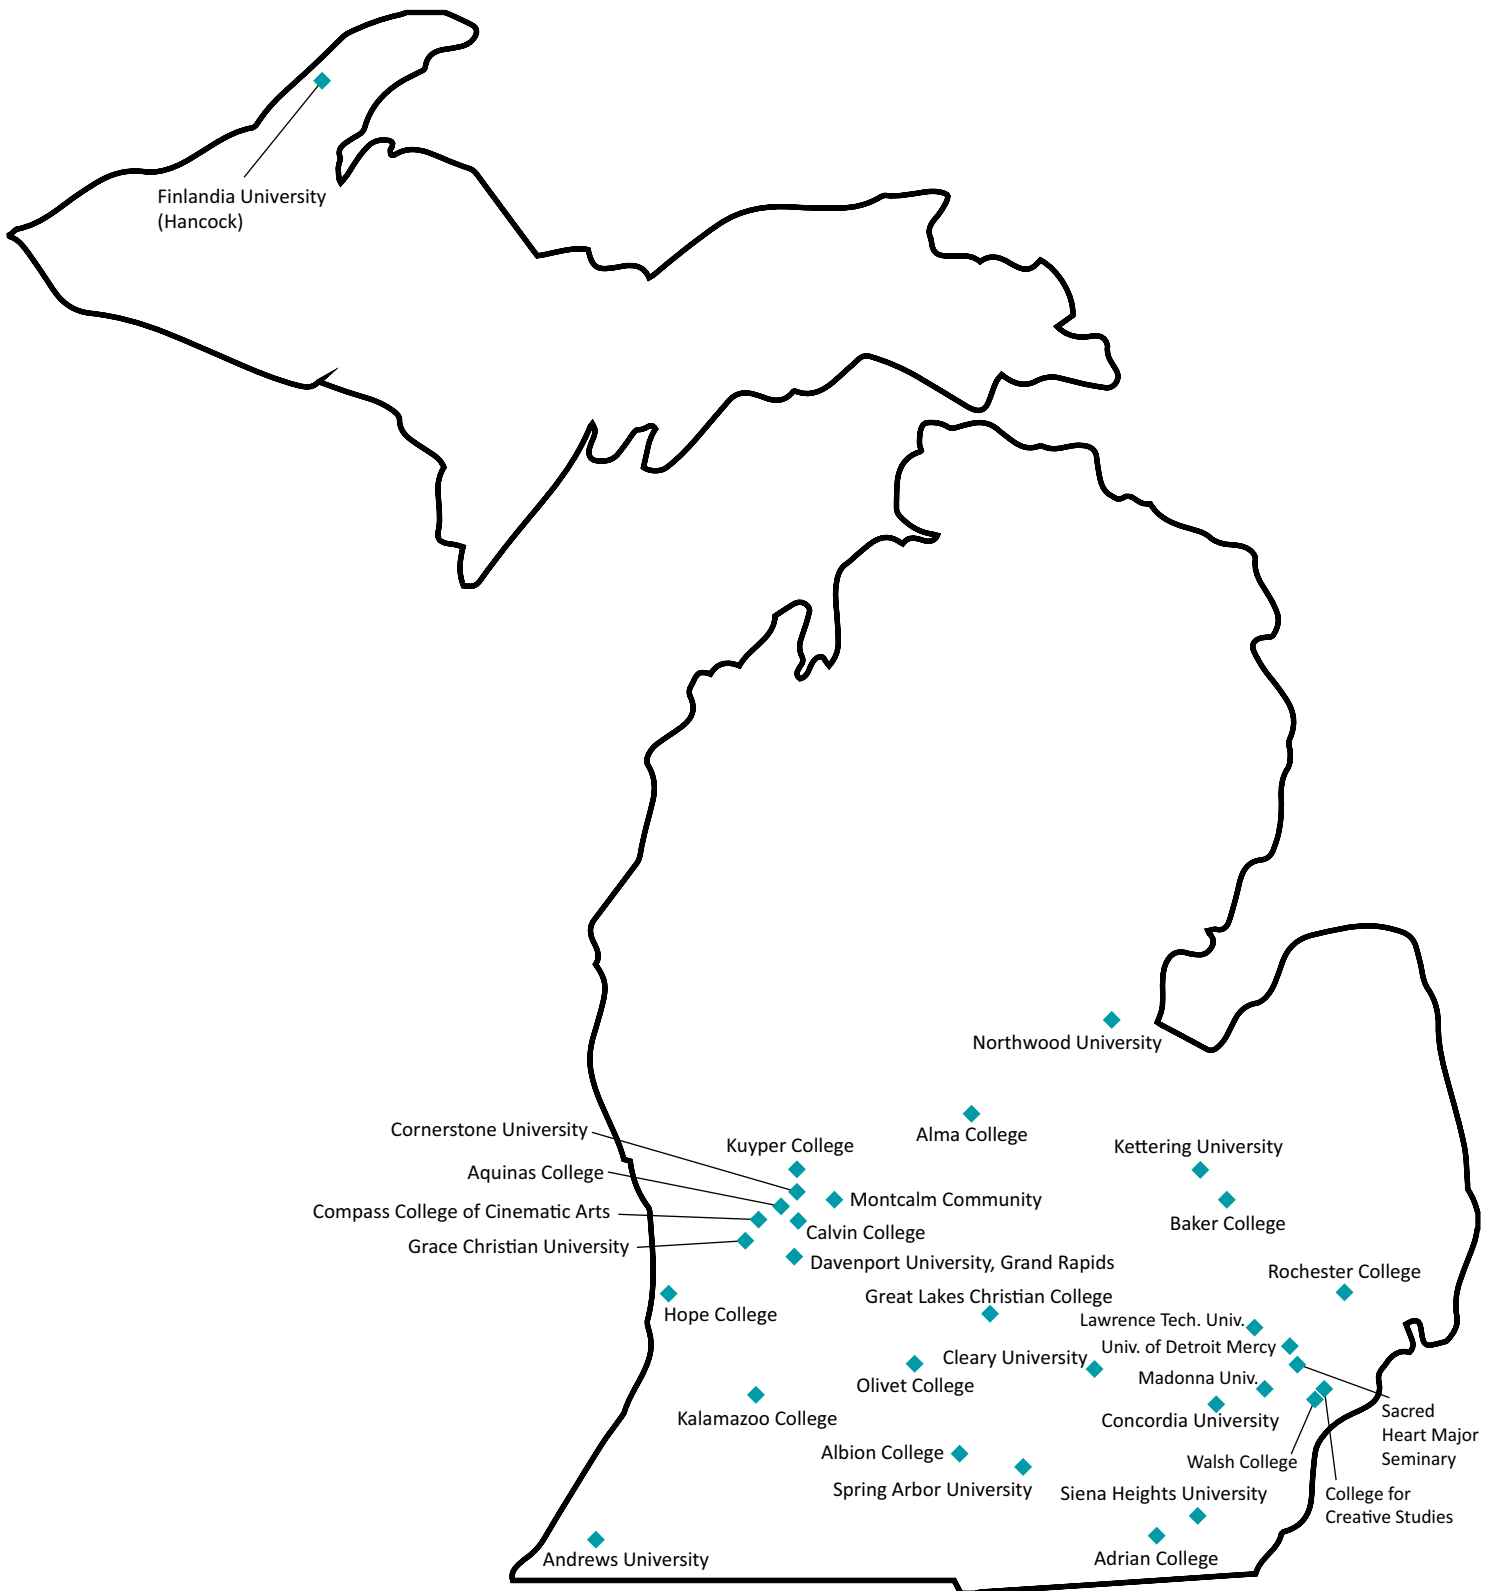 Finlandia University
(Hancock)
Northwood University
Alma College
Cornerstone University
Kuyper College
Kettering University
Aquinas College
Montcalm Community
Compass College of Cinematic Arts
Baker College
Calvin College
Grace Christian University
Davenport University, Grand Rapids
Rochester College
Great Lakes Christian College
Hope College
Lawrence Tech. Univ.
Univ. of Detroit Mercy
Cleary University
Madonna Univ.
Olivet College
Sacred
Heart Major
Seminary
Kalamazoo College
Concordia University
Albion College
Walsh College
Spring Arbor University
Siena Heights University
College for
Creative Studies
Andrews University
Adrian College